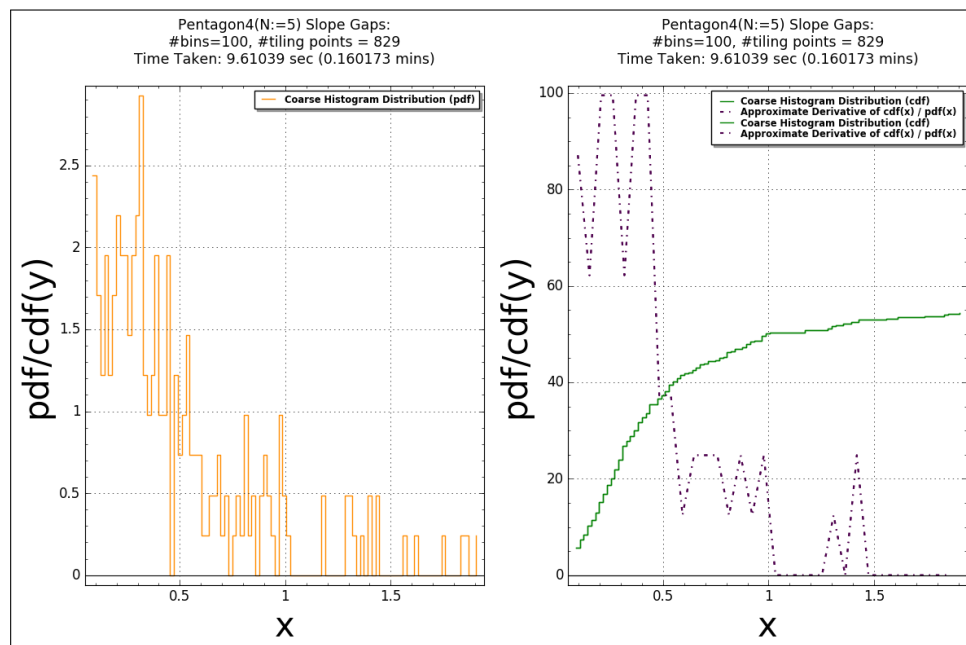 Pentagon4(N:=5) Slope Gaps:
#bins=100, #tiling points = 829
Time Taken: 9.61039 sec (0.160173 mins)
Coarse Histogram Distribution (pdf)
pdf/cdf(y)
2.5
2
1.5
1
0.5
0
0.5
1
1.5
x
Pentagon4(N:=5) Slope Gaps:
#bins=100, #tiling points = 829
Time Taken: 9.61039 sec (0.160173 mins)
Coarse Histogram Distribution (cdf)
Approximate Derivative of cdf(x) / pdf(x)
Coarse Histogram Distribution (cdf)
Approximate Derivative of cdf(x) / pdf(x)
pdf/cdf(y)
100
80
60
40
20
0
0.5
1
1.5
x